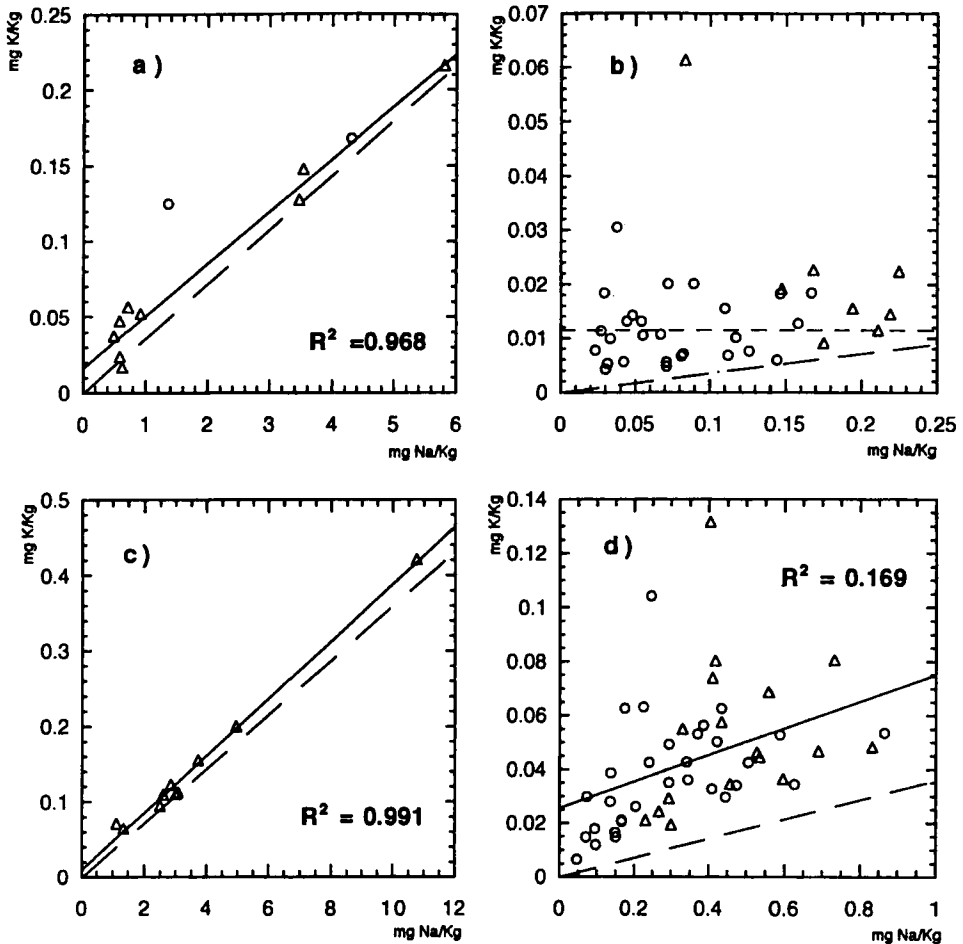 mg K/Kg
0.25
0.2
0.15
0.1
0.05
0
a)
R² =0.968
0 1 2 3 4 5 6
mg Na/Kg
mg K/Kg
0.07
0.06
0.05
0.04
0.03
0.02
0.01
0
b)
0 0.05 0.1 0.15 0.2 0.25
mg Na/Kg
mg K/Kg
0.5
0.4
0.3
0.2
0.1
0
c)
R² = 0.991
0 2 4 6 8 10 12
mg Na/Kg
mg K/Kg
0.14
0.12
0.1
0.08
0.06
0.04
0.02
0
d)
R² = 0.169
0 0.2 0.4 0.6 0.8 1
mg Na/Kg